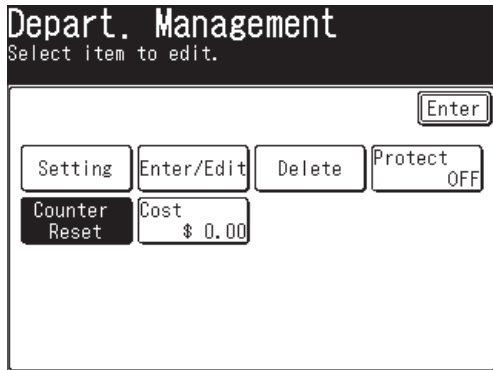 Depart. Management
Select item to edit.
Enter
Setting Enter/Edit Delete Protect OFF
Counter Reset Cost $ 0.00